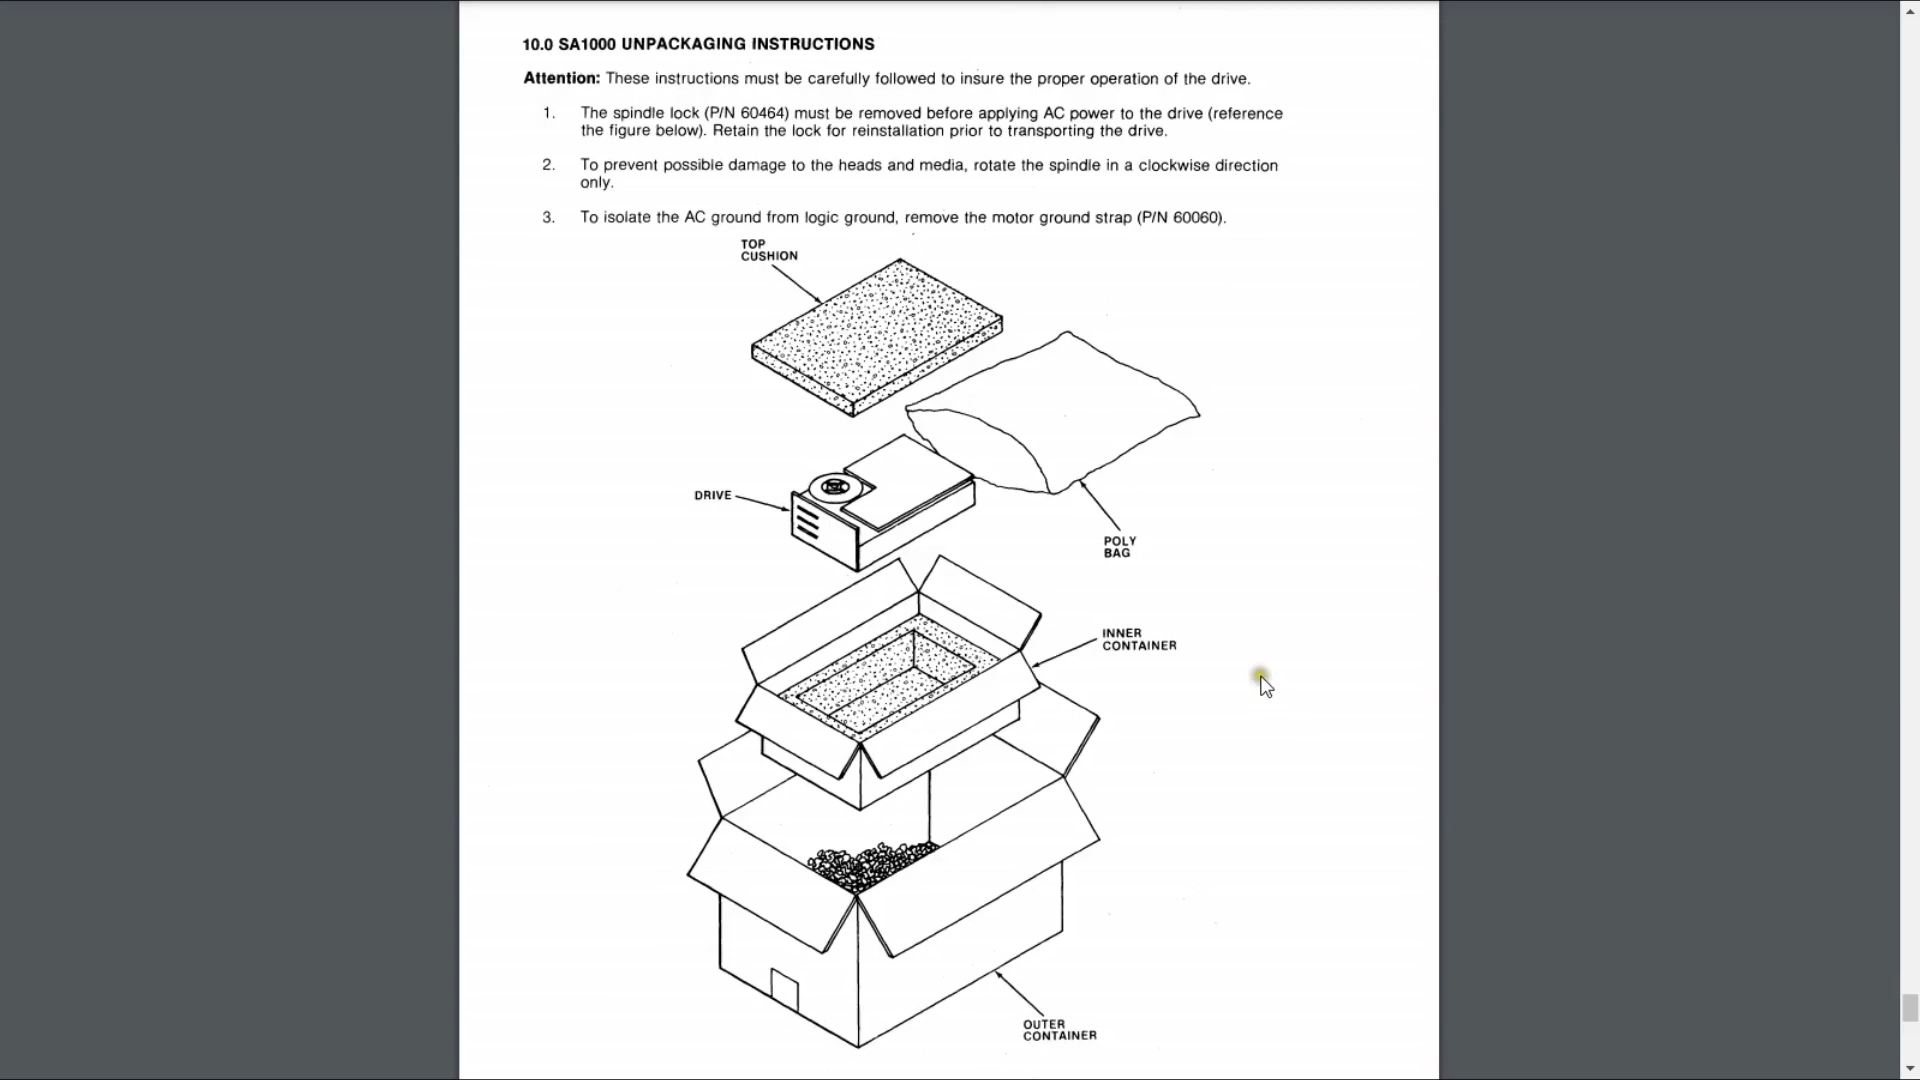 10.0 SA1000 UNPACKAGING INSTRUCTIONS
Attention: These instructions must be carefully followed to insure the proper operation of the drive.
1. The spindle lock (P/N 60464) must be removed before applying AC power to the drive (reference
the figure below). Retain the lock for reinstallation prior to transporting the drive.
2. To prevent possible damage to the heads and media, rotate the spindle in a clockwise direction
only.
3. To isolate the AC ground from logic ground, remove the motor ground strap (P/N 60060).
TOP
CUSHION
DRIVE
POLY
BAG
INNER
CONTAINER
OUTER
CONTAINER